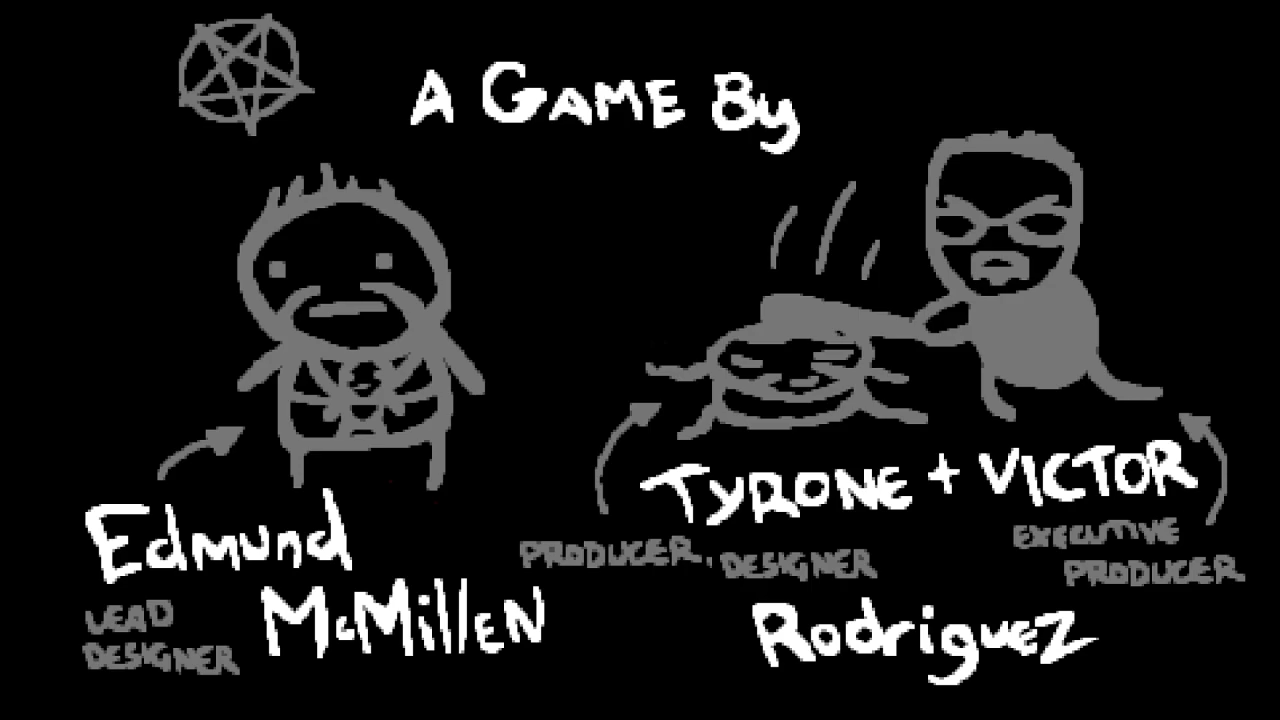 A GAME By
TYRONE + VICTOR
EXECUTIVE
PRODUCER
PRODUCER, DESIGNER
Edmund
McMillEN
LEAD
DESIGNER
RodriguEZ